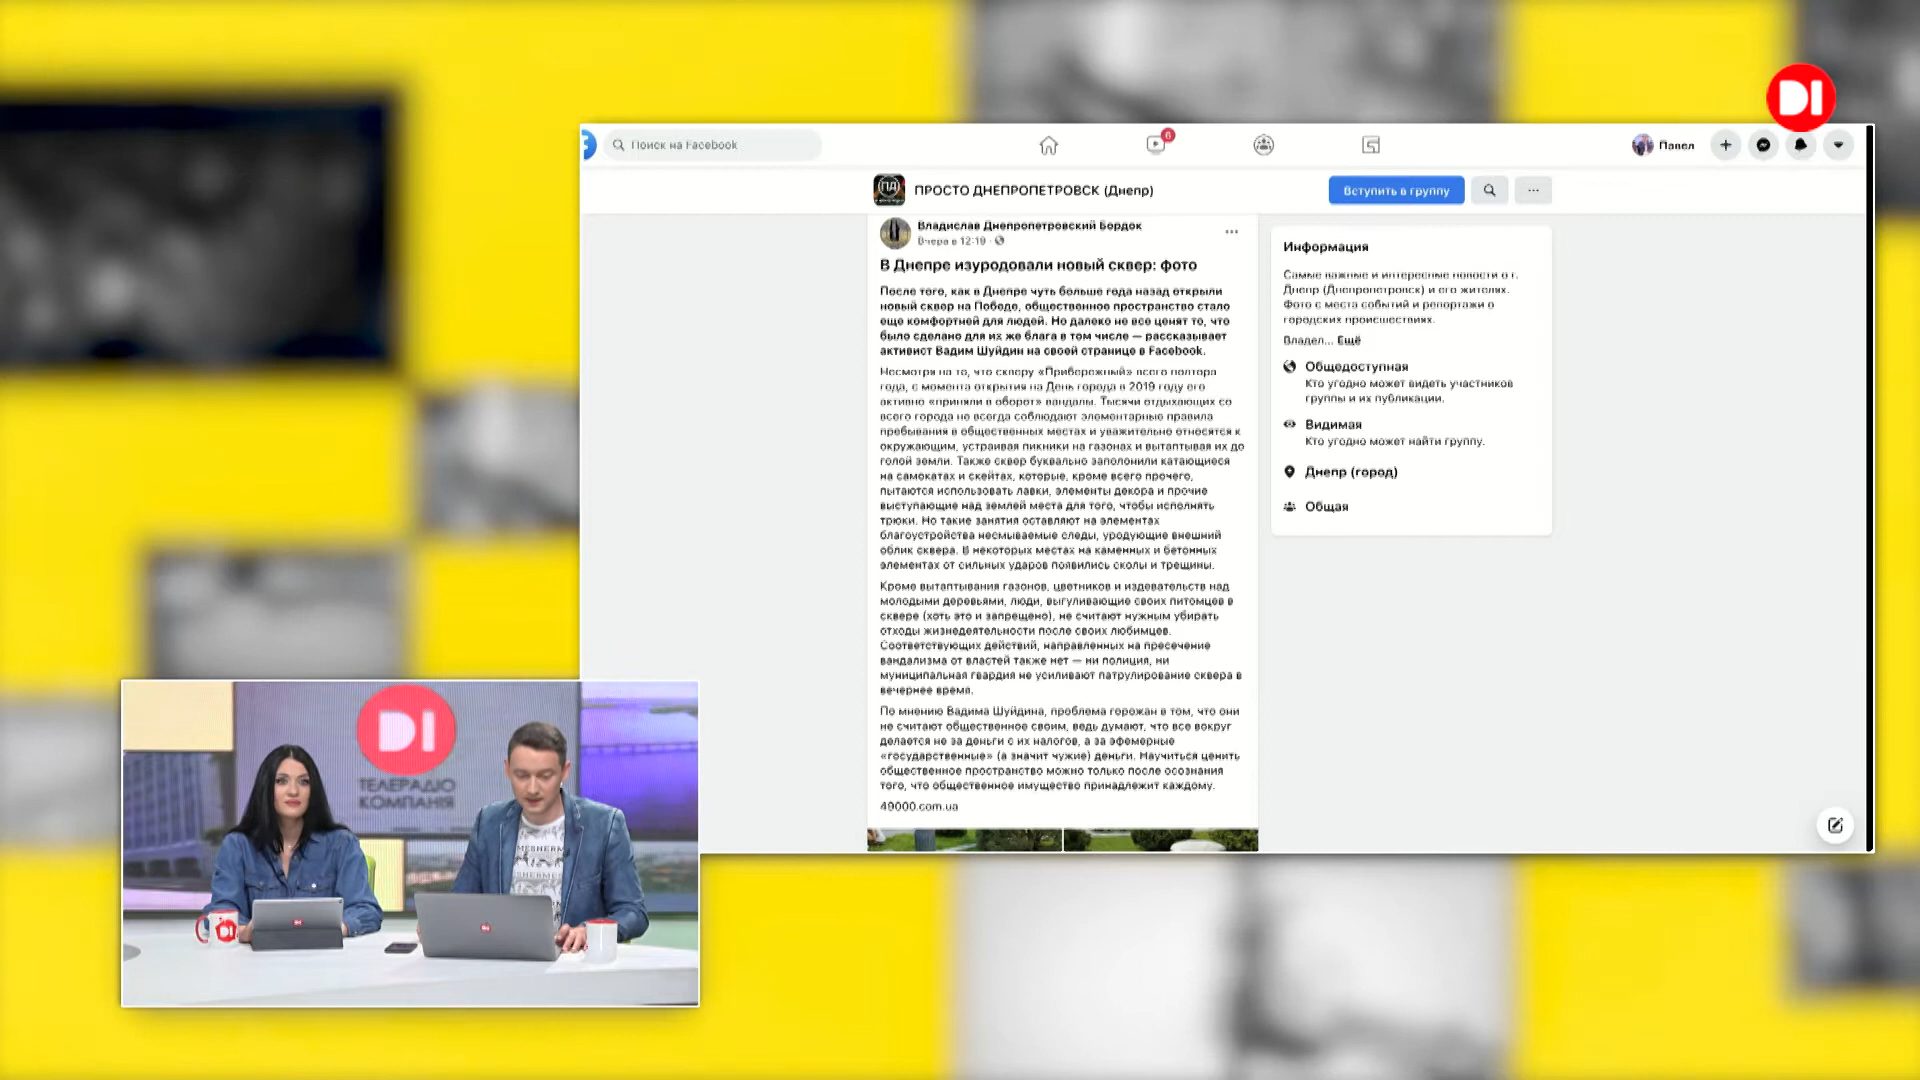 DI
Поиск на Facebook
6
Павел
ПРОСТО ДНЕПРОПЕТРОВСК (Днепр)
Вступить в группу
Владислав Днепропетровский Бордок
Вчера в 12:19
В Днепре изуродовали новый сквер: фото
После того, как в Днепре чуть больше года назад открыли
новый сквер на Победе, общественное пространство стало
еще комфортней для людей. Но далеко не все ценят то, что
было сделано для их же блага в том числе — рассказывает
активист Вадим Шуйдин на своей странице в Facebook.
Несмотря на то, что скверу «Прибережный» всего полтора
года, с момента открытия на День города в 2019 году его
активно «приняли в оборот» вандалы. Тысячи отдыхающих со
всего города не всегда соблюдают элементарные правила
пребывания в общественных местах и уважительно относятся к
окружающим, устраивая пикники на газонах и вытаптывая их до
голой земли. Также сквер буквально заполонили катающиеся
на самокатах и скейтах, которые, кроме всего прочего,
пытаются использовать лавки, элементы декора и прочие
выступающие над землей места для того, чтобы исполнять
трюки. Но такие занятия оставляют на элементах
благоустройства несмываемые следы, уродующие внешний
облик сквера. В некоторых местах на каменных и бетонных
элементах от сильных ударов появились сколы и трещины.
Кроме вытаптывания газонов, цветников и издевательств над
молодыми деревьями, люди, выгуливающие своих питомцев в
сквере (хоть это и запрещено), не считают нужным убирать
отходы жизнедеятельности после своих любимцев.
Соответствующих действий, направленных на пресечение
вандализма от властей также нет — ни полиция, ни
муниципальная гвардия не усиливают патрулирование сквера в
вечернее время.
По мнению Вадима Шуйдина, проблема горожан в том, что они
не считают общественное своим, ведь думают, что все вокруг
делается не за деньги с их налогов, а за эфемерные
«государственные» (а значит чужие) деньги. Научиться ценить
общественное пространство можно только после осознания
того, что общественное имущество принадлежит каждому.
49000.com.ua
Информация
Самые важные и интересные новости о г.
Днепр (Днепропетровск) и его жителях.
Фото с места событий и репортажи о
городских происшествиях.
Владел... Ещё
Общедоступная
Кто угодно может видеть участников
группы и их публикации.
Видимая
Кто угодно может найти группу.
Днепр (город)
Общая
DI
ТЕЛЕРАДІО
КОМПАНІЯ
DI